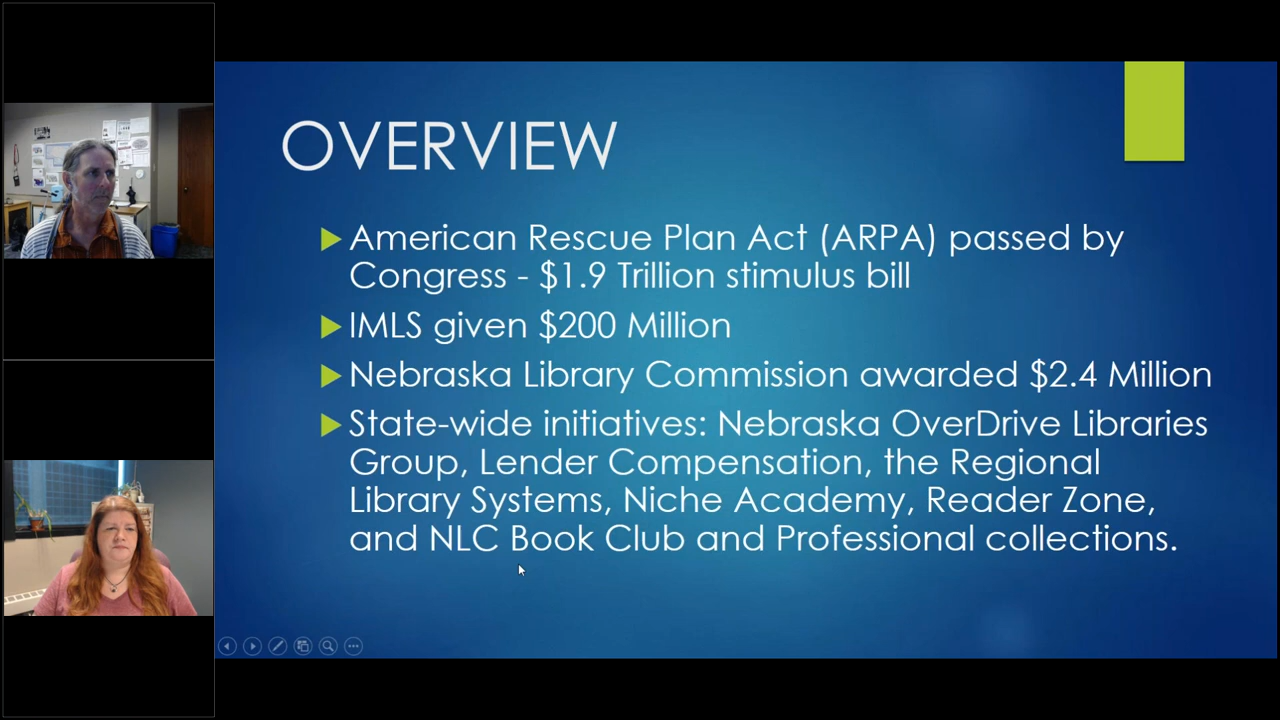 OVERVIEW
American Rescue Plan Act (ARPA) passed by
Congress - $1.9 Trillion stimulus bill
IMLS given $200 Million
Nebraska Library Commission awarded $2.4 Million
State-wide initiatives: Nebraska OverDrive Libraries
Group, Lender Compensation, the Regional
Library Systems, Niche Academy, Reader Zone,
and NLC Book Club and Professional collections.